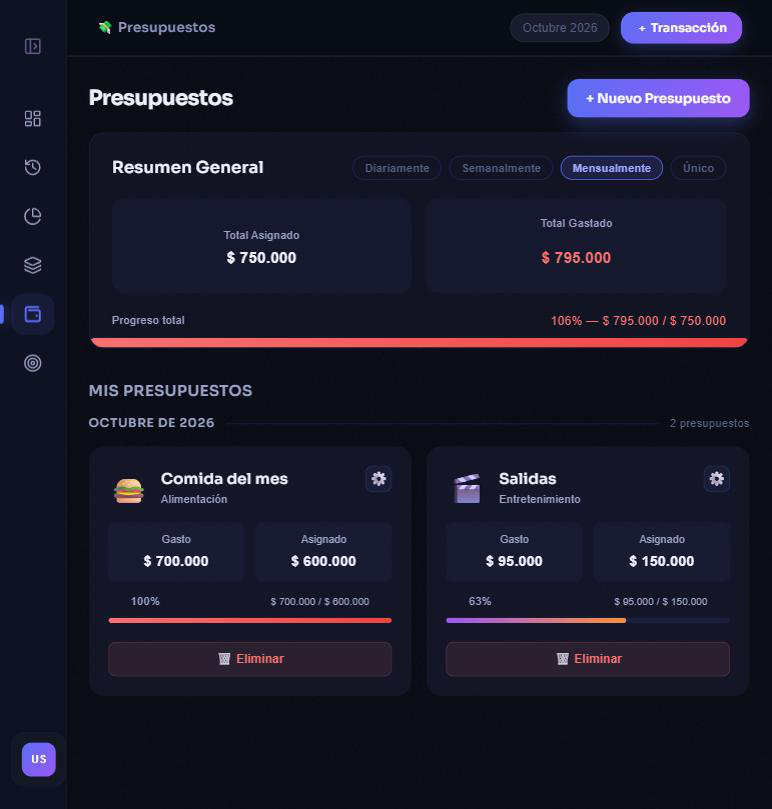 Presupuestos
Octubre 2026
+ Transacción
Presupuestos
+ Nuevo Presupuesto
Resumen General
Diariamente
Semanalmente
Mensualmente
Único
Total Asignado
$ 750.000
Total Gastado
$ 795.000
Progreso total
106% — $ 795.000 / $ 750.000
MIS PRESUPUESTOS
OCTUBRE DE 2026
2 presupuestos
Comida del mes
Alimentación
Gasto
$ 700.000
Asignado
$ 600.000
100%
$ 700.000 / $ 600.000
Eliminar
Salidas
Entretenimiento
Gasto
$ 95.000
Asignado
$ 150.000
63%
$ 95.000 / $ 150.000
Eliminar
US